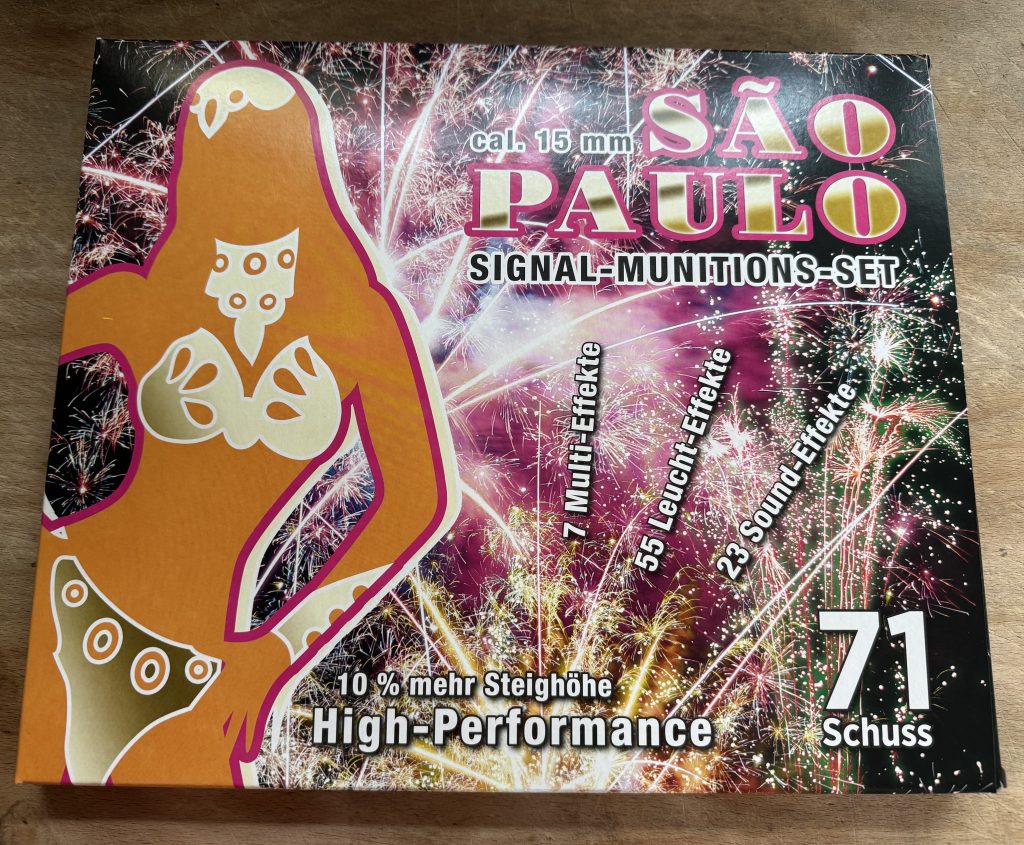 cal. 15 mm SÃO
PAULO
SIGNAL-MUNITIONS-SET
7 Multi-Effekte
55 Leucht-Effekte
23 Sound-Effekte
10 % mehr Steighöhe
High-Performance
71
Schuss